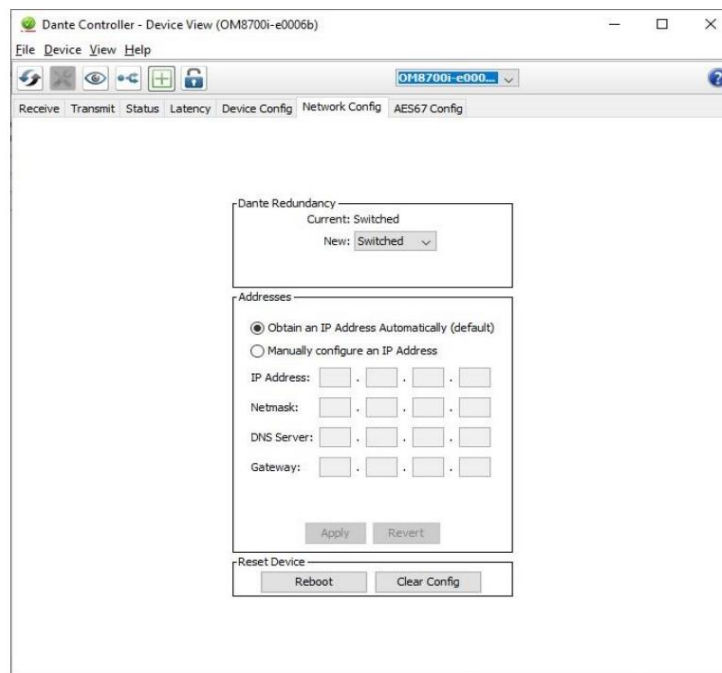 Dante Controller - Device View (OM8700i-e0006b)
File Device View Help
OM8700i-e000...
Receive Transmit Status Latency Device Config Network Config AES67 Config
Dante Redundancy
Current: Switched
New: Switched
Addresses
Obtain an IP Address Automatically (default)
Manually configure an IP Address
IP Address: . . .
Netmask: . . .
DNS Server: . . .
Gateway: . . .
Apply Revert
Reset Device
Reboot Clear Config